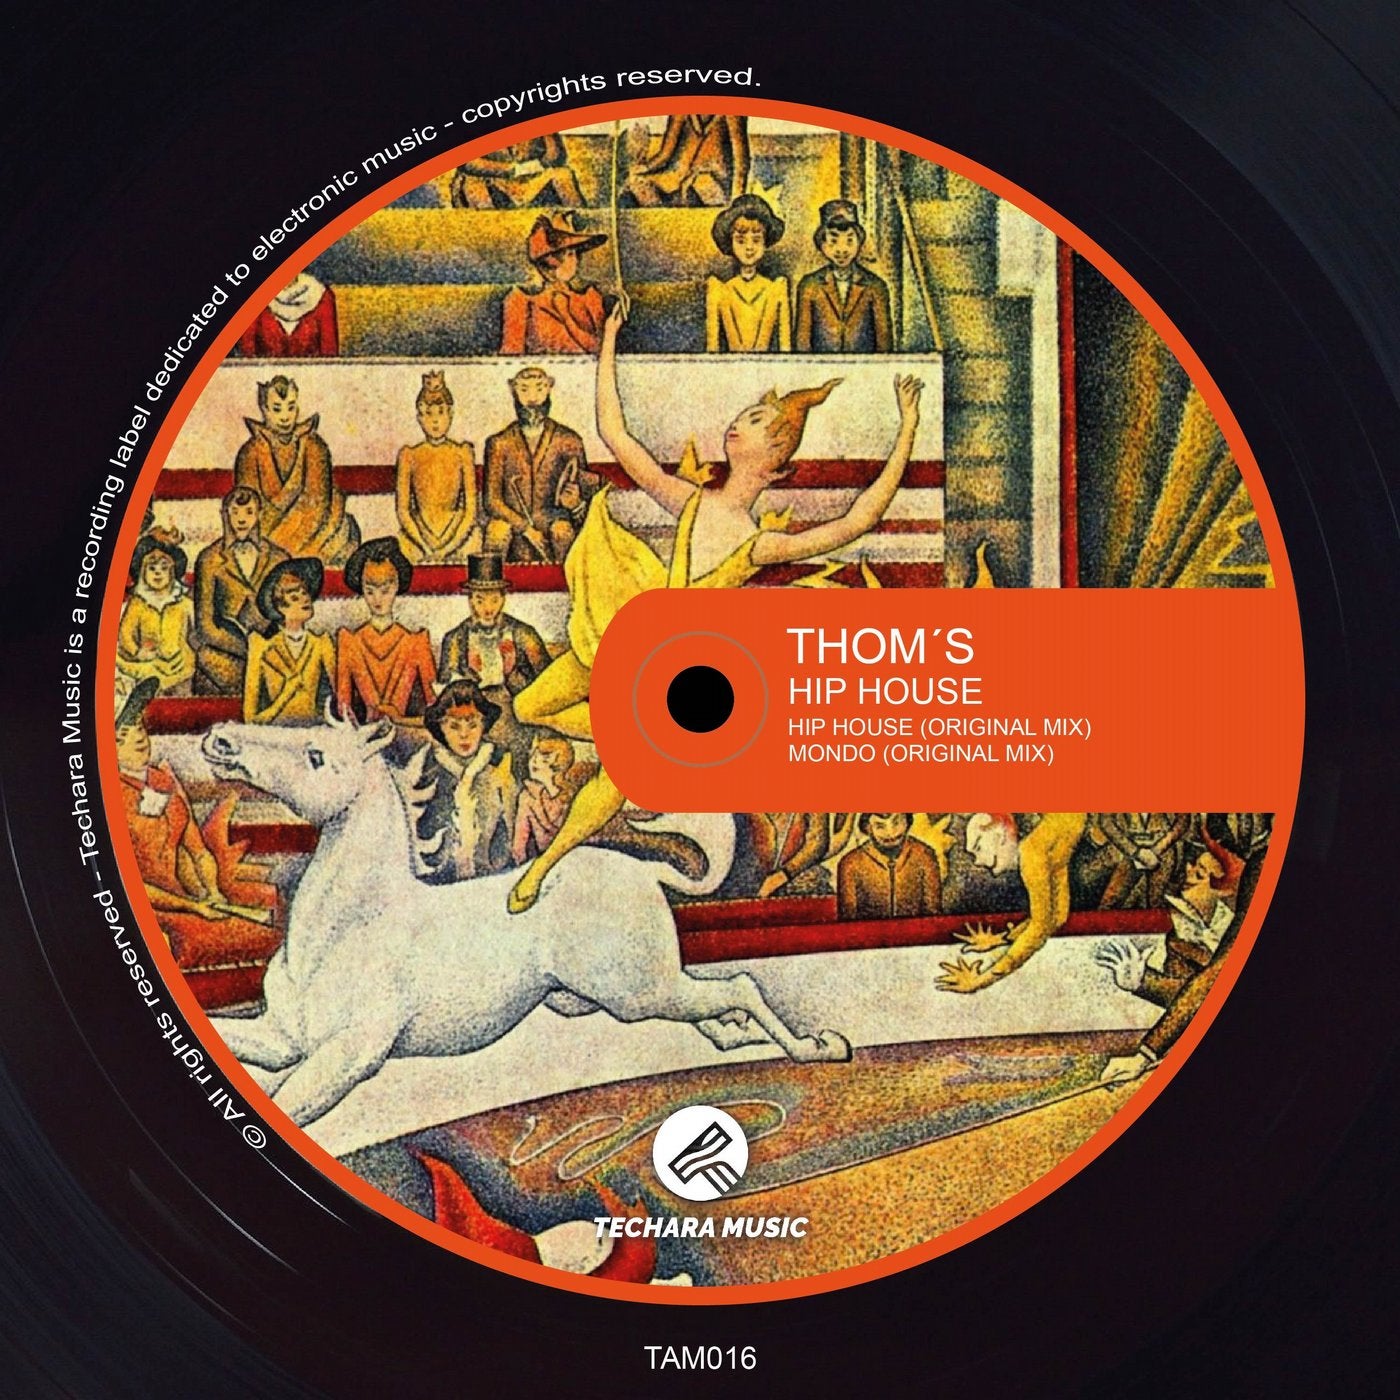 © All rights reserved - Techara Music is a recording label dedicated to electronic music - copyrights reserved.
THOM´S
HIP HOUSE
HIP HOUSE (ORIGINAL MIX)
MONDO (ORIGINAL MIX)
TECHARA MUSIC
TAM016